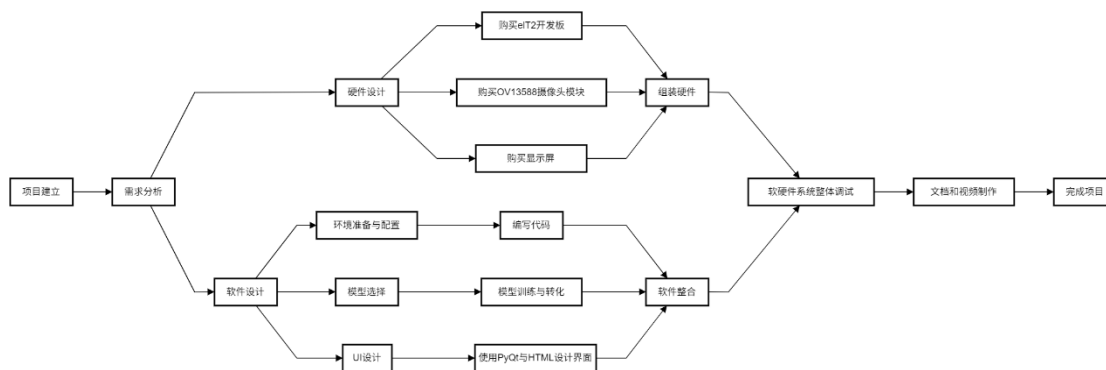 购买eIT2开发板
硬件设计
购买OV13588摄像头模块
组装硬件
购买显示屏
项目建立
需求分析
软硬件系统整体调试
文档和视频制作
完成项目
环境准备与配置
编写代码
软件设计
模型选择
模型训练与转化
软件整合
UI设计
使用PyQt与HTML设计界面